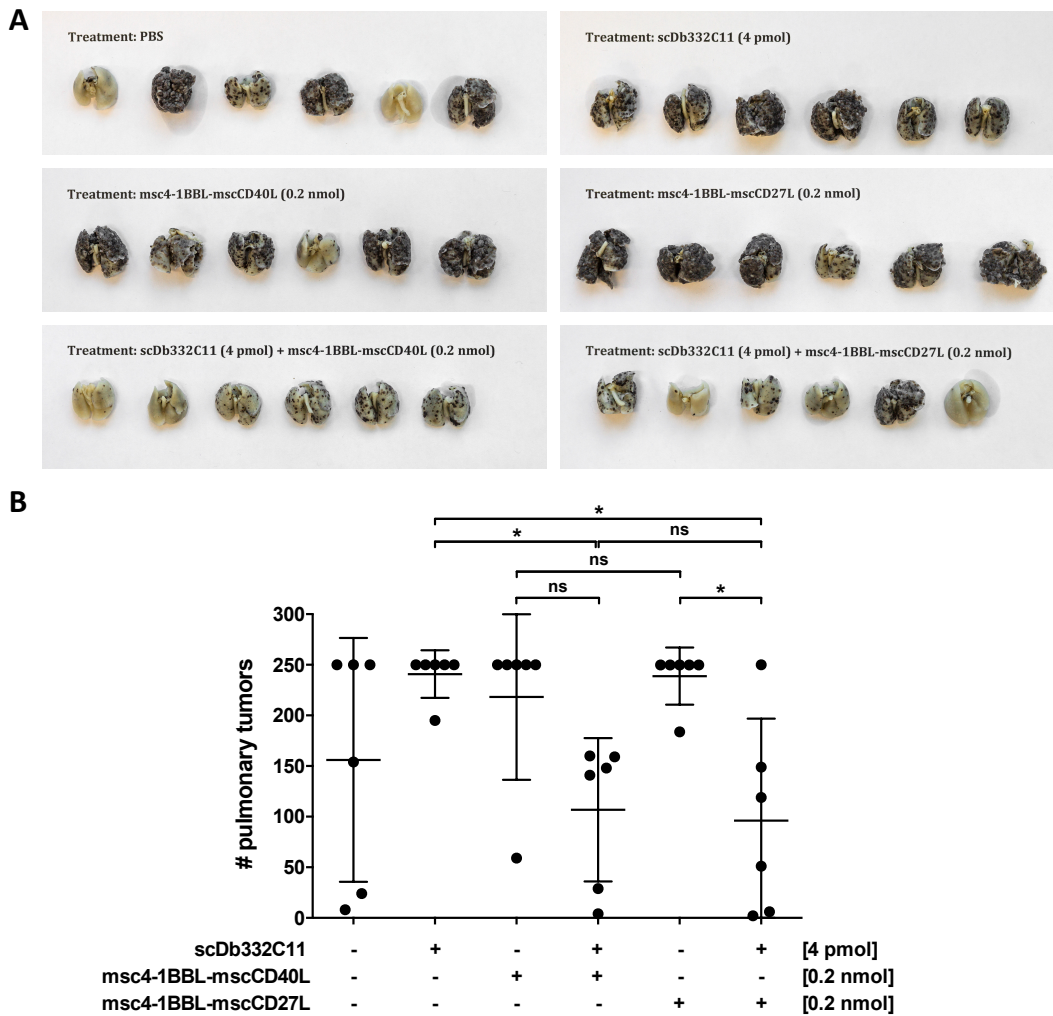 A
Treatment: PBS
Treatment: scDb332C11 (4 pmol)
Treatment: msc4-1BBL-mscCD40L (0.2 nmol)
Treatment: msc4-1BBL-mscCD27L (0.2 nmol)
Treatment: scDb332C11 (4 pmol) + msc4-1BBL-mscCD40L (0.2 nmol)
Treatment: scDb332C11 (4 pmol) + msc4-1BBL-mscCD27L (0.2 nmol)
B
*
* ns
ns
ns *
# pulmonary tumors
300
250
200
150
100
50
0
scDb332C11 - + - + - + [4 pmol]
msc4-1BBL-mscCD40L - - + + - - [0.2 nmol]
msc4-1BBL-mscCD27L - - - - + + [0.2 nmol]